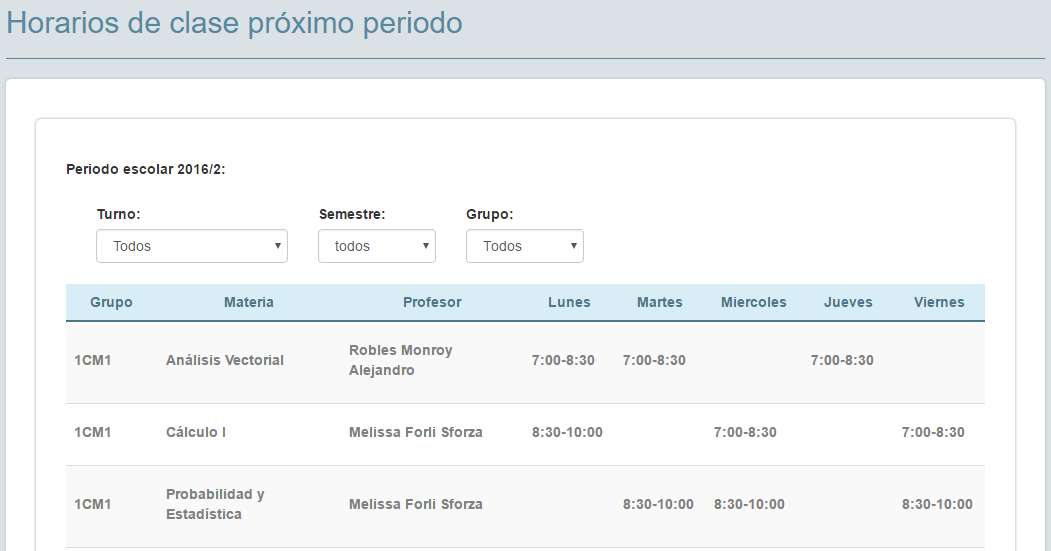 Horarios de clase próximo periodo
Periodo escolar 2016/2:
Turno: Semestre: Grupo:
Todos todos Todos
Grupo Materia Profesor Lunes Martes Miercoles Jueves Viernes
1CM1 Análisis Vectorial Robles Monroy Alejandro 7:00-8:30 7:00-8:30 7:00-8:30
1CM1 Cálculo I Melissa Forli Sforza 8:30-10:00 7:00-8:30 7:00-8:30
1CM1 Probabilidad y Estadística Melissa Forli Sforza 8:30-10:00 8:30-10:00 8:30-10:00